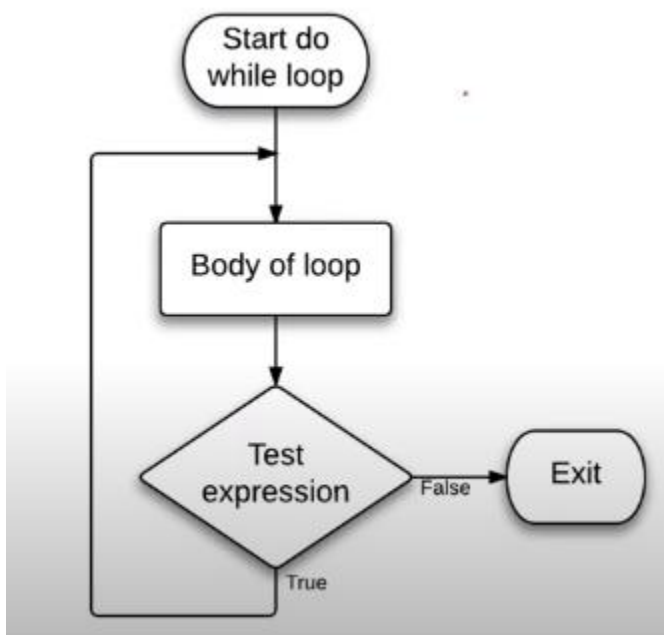 Start do
while loop
Body of loop
Test
expression
False
Exit
True